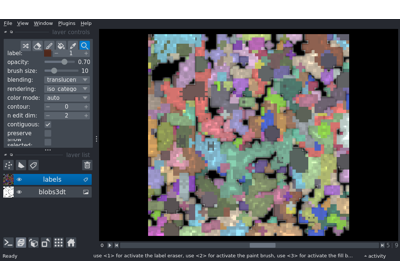 File View Window Plugins Help
layer controls
label: 1
opacity: 0.70
brush size: 10
blending: translucen
rendering: iso_catego
color mode: auto
contour: 0
n edit dim: 2
contiguous:
preserve
show
selected:
layer list
labels
blobs3dt
Ready
use <1> for activate the label eraser, use <2> for activate the paint brush, use <3> for activate the fill b...
activity